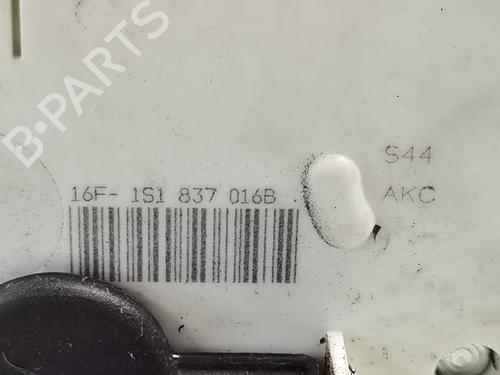 B-PARTS
S44
16F- 1S1 837 016B .
AKC